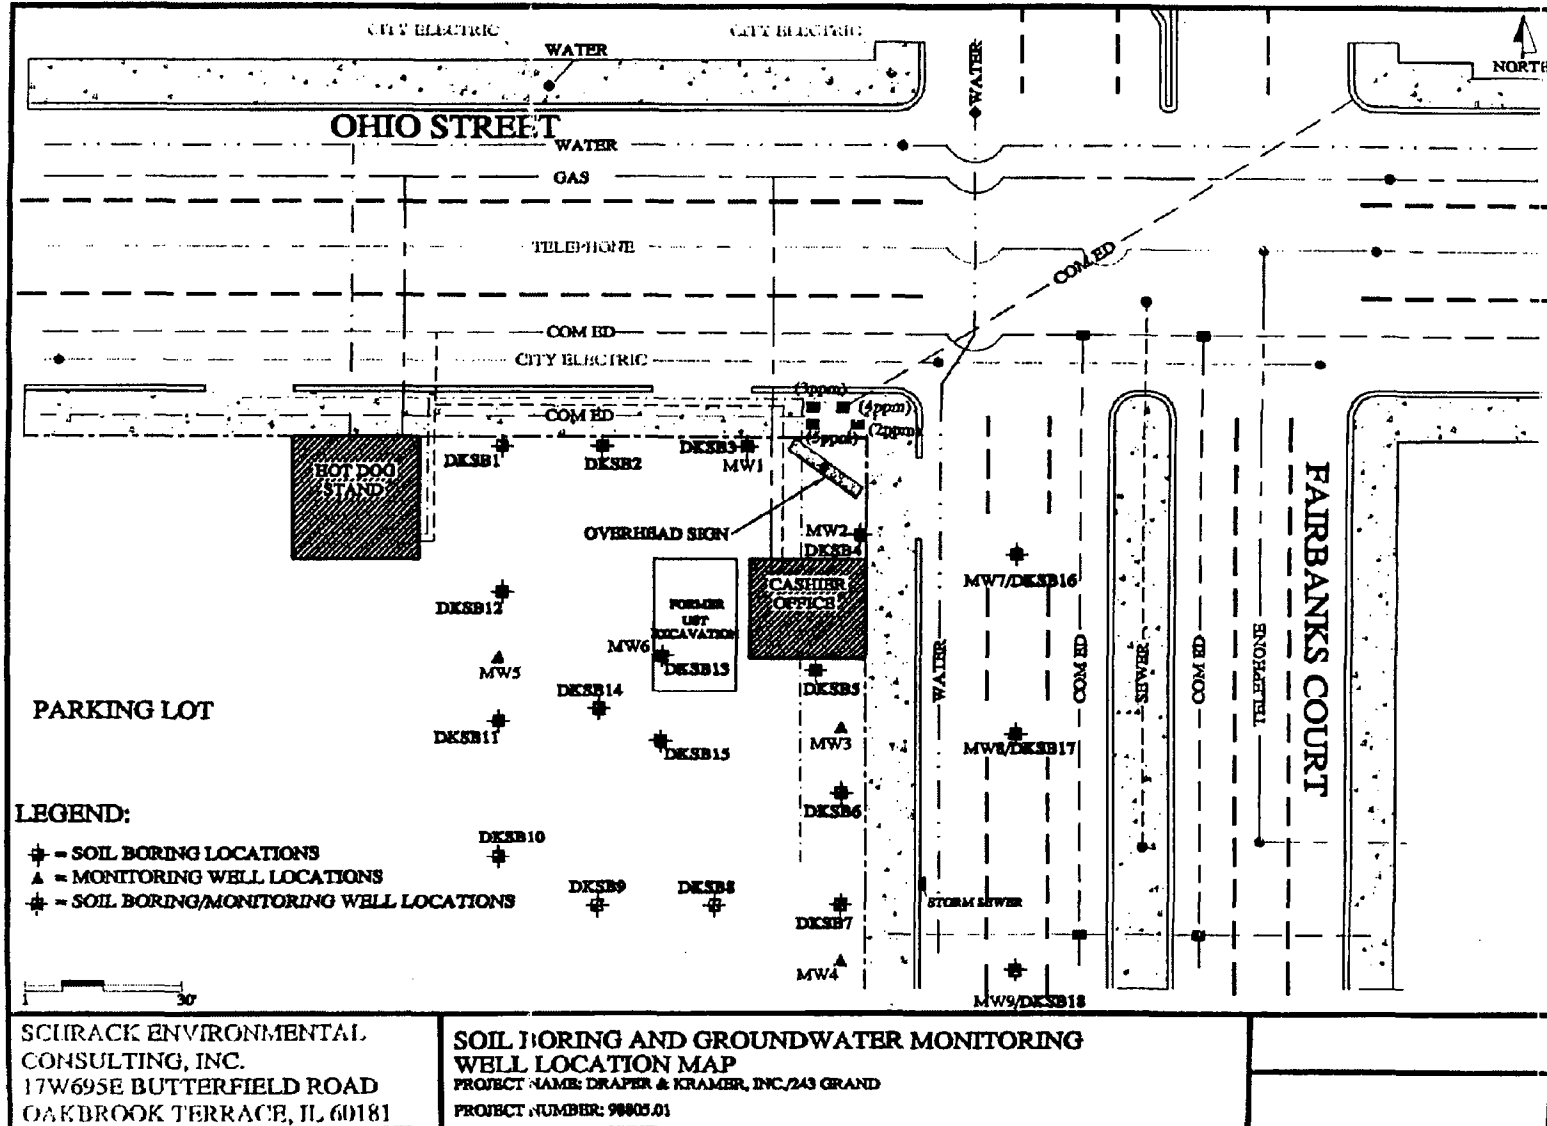 CITY ELECTRIC
CITY ELECTRIC
WATER
WATER
NORTH
OHIO STREET
WATER
GAS
TELEPHONE
COM ED
COM ED
CITY ELECTRIC
(3ppm)
(4ppm)
COM ED
(5ppm)
(2ppm)
DKSB1
DKSB2
DKSB3
MW1
HOT DOG
STAND
OVERHEAD SIGN
MW2
DKSB4
CASHIER
OFFICE
FORMER
UST
EXCAVATION
MW7/DKSB16
FAIRBANKS COURT
DKSB12
MW6
DKSB13
MW5
DKSB5
WATER
COM ED
SEWER
COM ED
TELEPHONE
DKSB14
PARKING LOT
DKSB11
DKSB15
MW3
MW8/DKSB17
DKSB6
LEGEND:
= SOIL BORING LOCATIONS
= MONITORING WELL LOCATIONS
= SOIL BORING/MONITORING WELL LOCATIONS
DKSB10
DKSB9
DKSB8
DKSB7
STORM SEWER
MW4
MW9/DKSB18
1 30'
SCHRACK ENVIRONMENTAL
CONSULTING, INC.
17W695E BUTTERFIELD ROAD
OAKBROOK TERRACE, IL 60181
SOIL BORING AND GROUNDWATER MONITORING
WELL LOCATION MAP
PROJECT NAME: DRAPER & KRAMER, INC./243 GRAND
PROJECT NUMBER: 98805.01